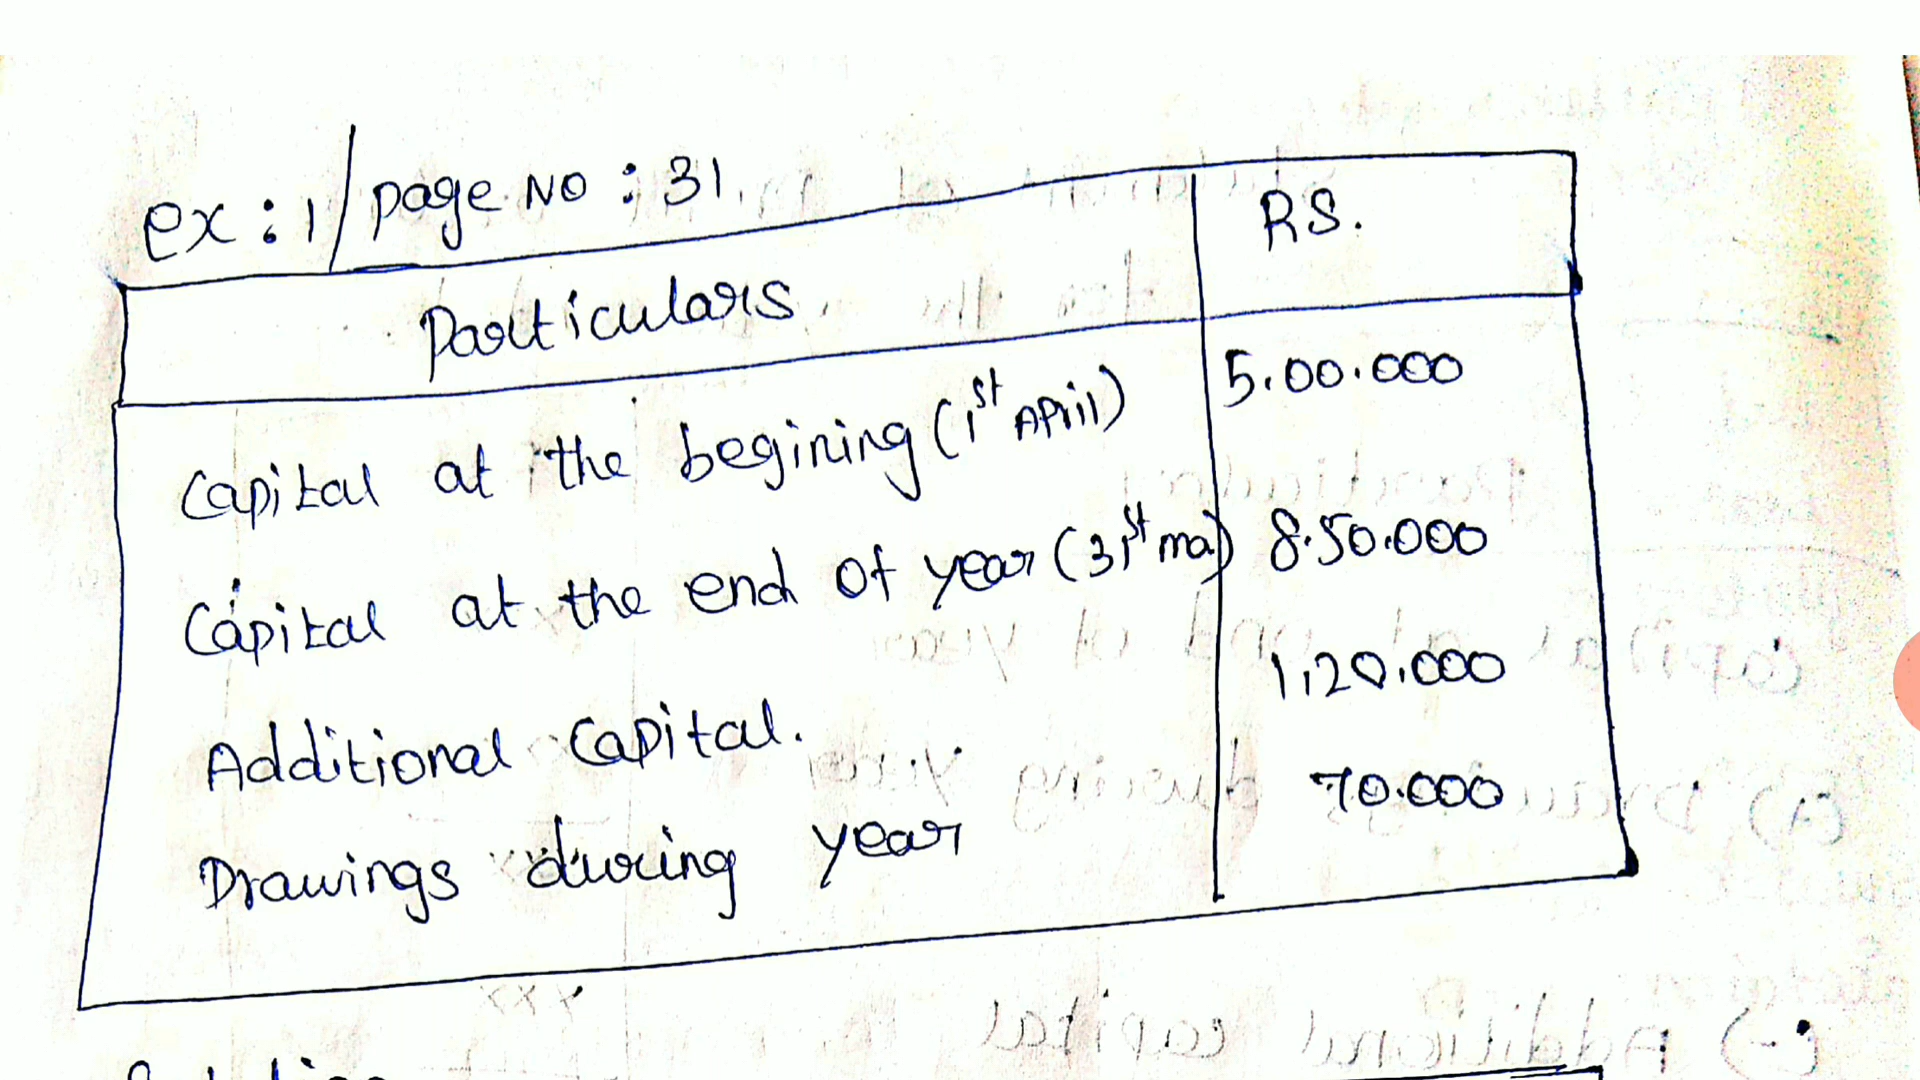 ex : 1/page No : 31.
Particulars RS.
Capital at the begining (1st April) 5.00.000
Capital at the end of year (31st ma) 8.50.000
Additional Capital. 1,20,000
Drawings during year 70.000